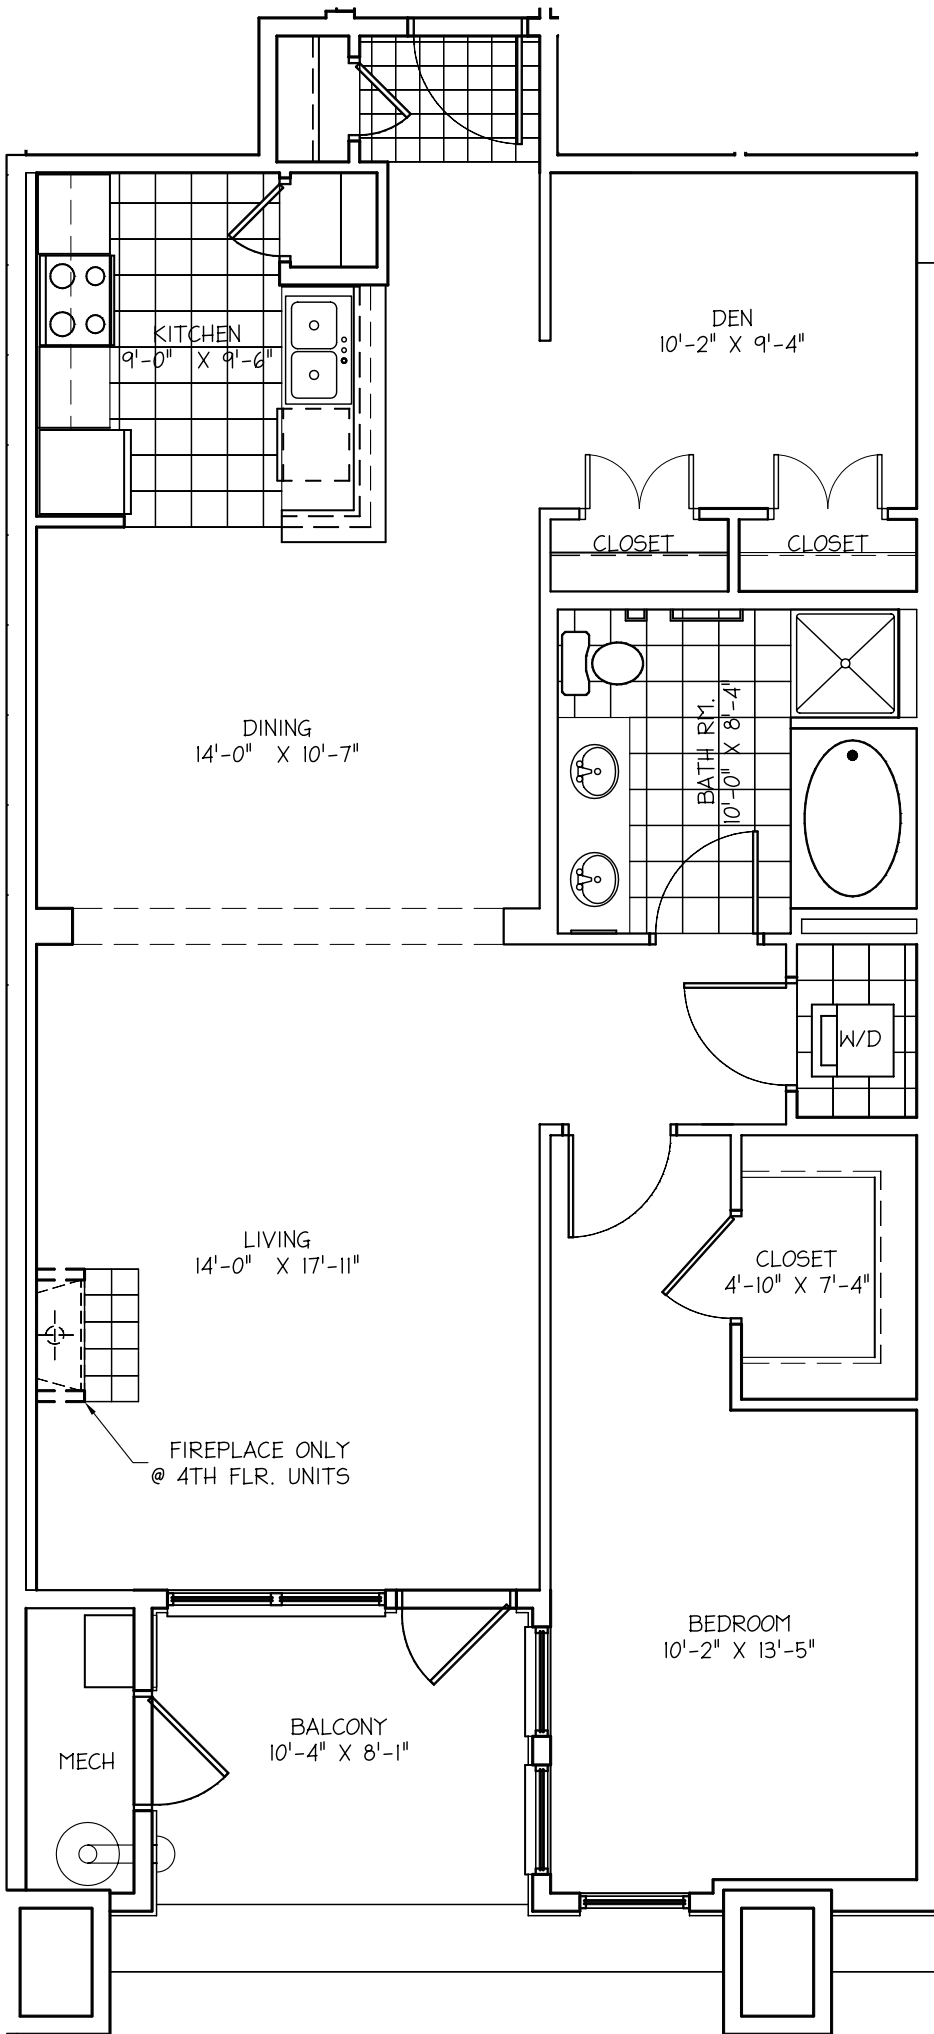 KITCHEN
9'-0" X 9'-6"
DEN
10'-2" X 9'-4"
CLOSET
CLOSET
DINING
14'-0" X 10'-7"
BATH RM.
10'-0" X 8'-4"
W/D
LIVING
14'-0" X 17'-11"
CLOSET
4'-10" X 7'-4"
FIREPLACE ONLY
@ 4TH FLR. UNITS
BEDROOM
10'-2" X 13'-5"
BALCONY
10'-4" X 8'-1"
MECH